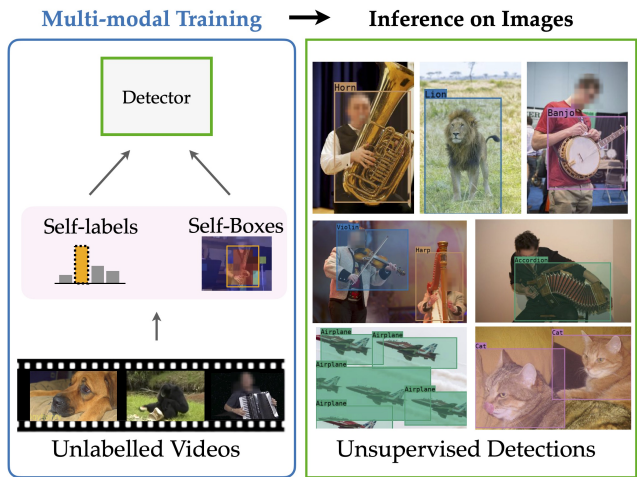 Multi-modal Training
Inference on Images
Detector
Self-labels
Self-Boxes
Unlabelled Videos
Horn
Lion
Banjo
Violin
Harp
Accordion
Airplane
Airplane
Airplane
Airplane
Airplane
Cat
Cat
Unsupervised Detections